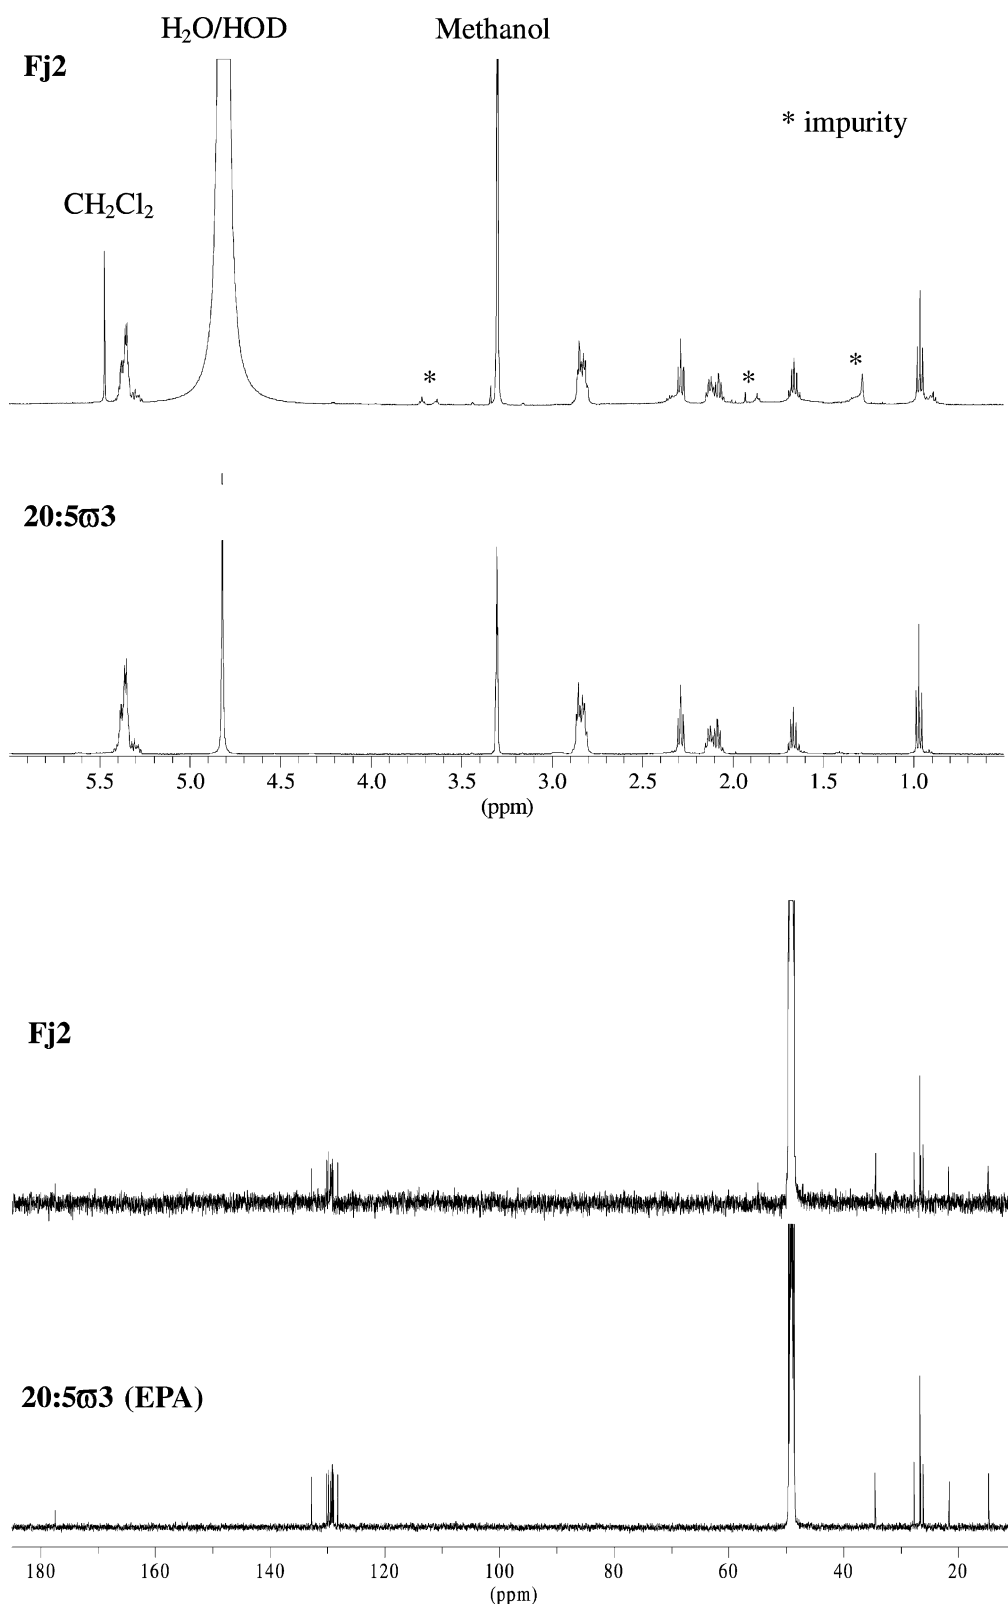 H₂O/HOD Methanol
Fj2
* impurity
CH₂Cl₂
* * *
20:5ϖ3
5.5 5.0 4.5 4.0 3.5 3.0 2.5 2.0 1.5 1.0
(ppm)
Fj2
20:5ϖ3 (EPA)
180 160 140 120 100 80 60 40 20
(ppm)